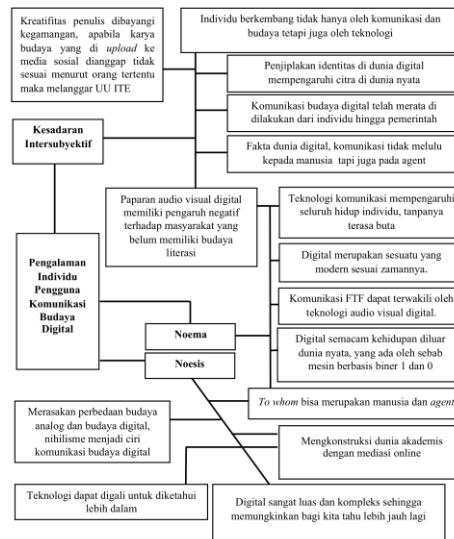 Kreatifitas penulis dibayangi
kegamangan, apabila karya
budaya yang di upload ke
media sosial dianggap tidak
sesuai menurut orang tertentu
maka melanggar UU ITE
Individu berkembang tidak hanya oleh komunikasi dan
budaya tetapi juga oleh teknologi
Penjiplakan identitas di dunia digital
mempengaruhi citra di dunia nyata
Komunikasi budaya digital telah merata di
dilakukan dari individu hingga pemerintah
Kesadaran
Intersubyektif
Fakta dunia digital, komunikasi tidak melulu
kepada manusia tapi juga pada agent
Paparan audio visual digital
memiliki pengaruh negatif
terhadap masyarakat yang
belum memiliki budaya
literasi
Teknologi komunikasi mempengaruhi
seluruh hidup individu, tanpanya
terasa buta
Pengalaman
Individu
Pengguna
Komunikasi
Budaya
Digital
Digital merupakan sesuatu yang
modern sesuai zamannya.
Komunikasi FTF dapat terwakili oleh
teknologi audio visual digital.
Noema
Noesis
Digital semacam kehidupan diluar
dunia nyata, yang ada oleh sebab
mesin berbasis biner 1 dan 0
To whom bisa merupakan manusia dan agent
Merasakan perbedaan budaya
analog dan budaya digital,
nihilisme menjadi ciri
komunikasi budaya digital
Mengkonstruksi dunia akademis
dengan mediasi online
Teknologi dapat digali untuk diketahui
lebih dalam
Digital sangat luas dan kompleks sehingga
memungkinkan bagi kita tahu lebih jauh lagi